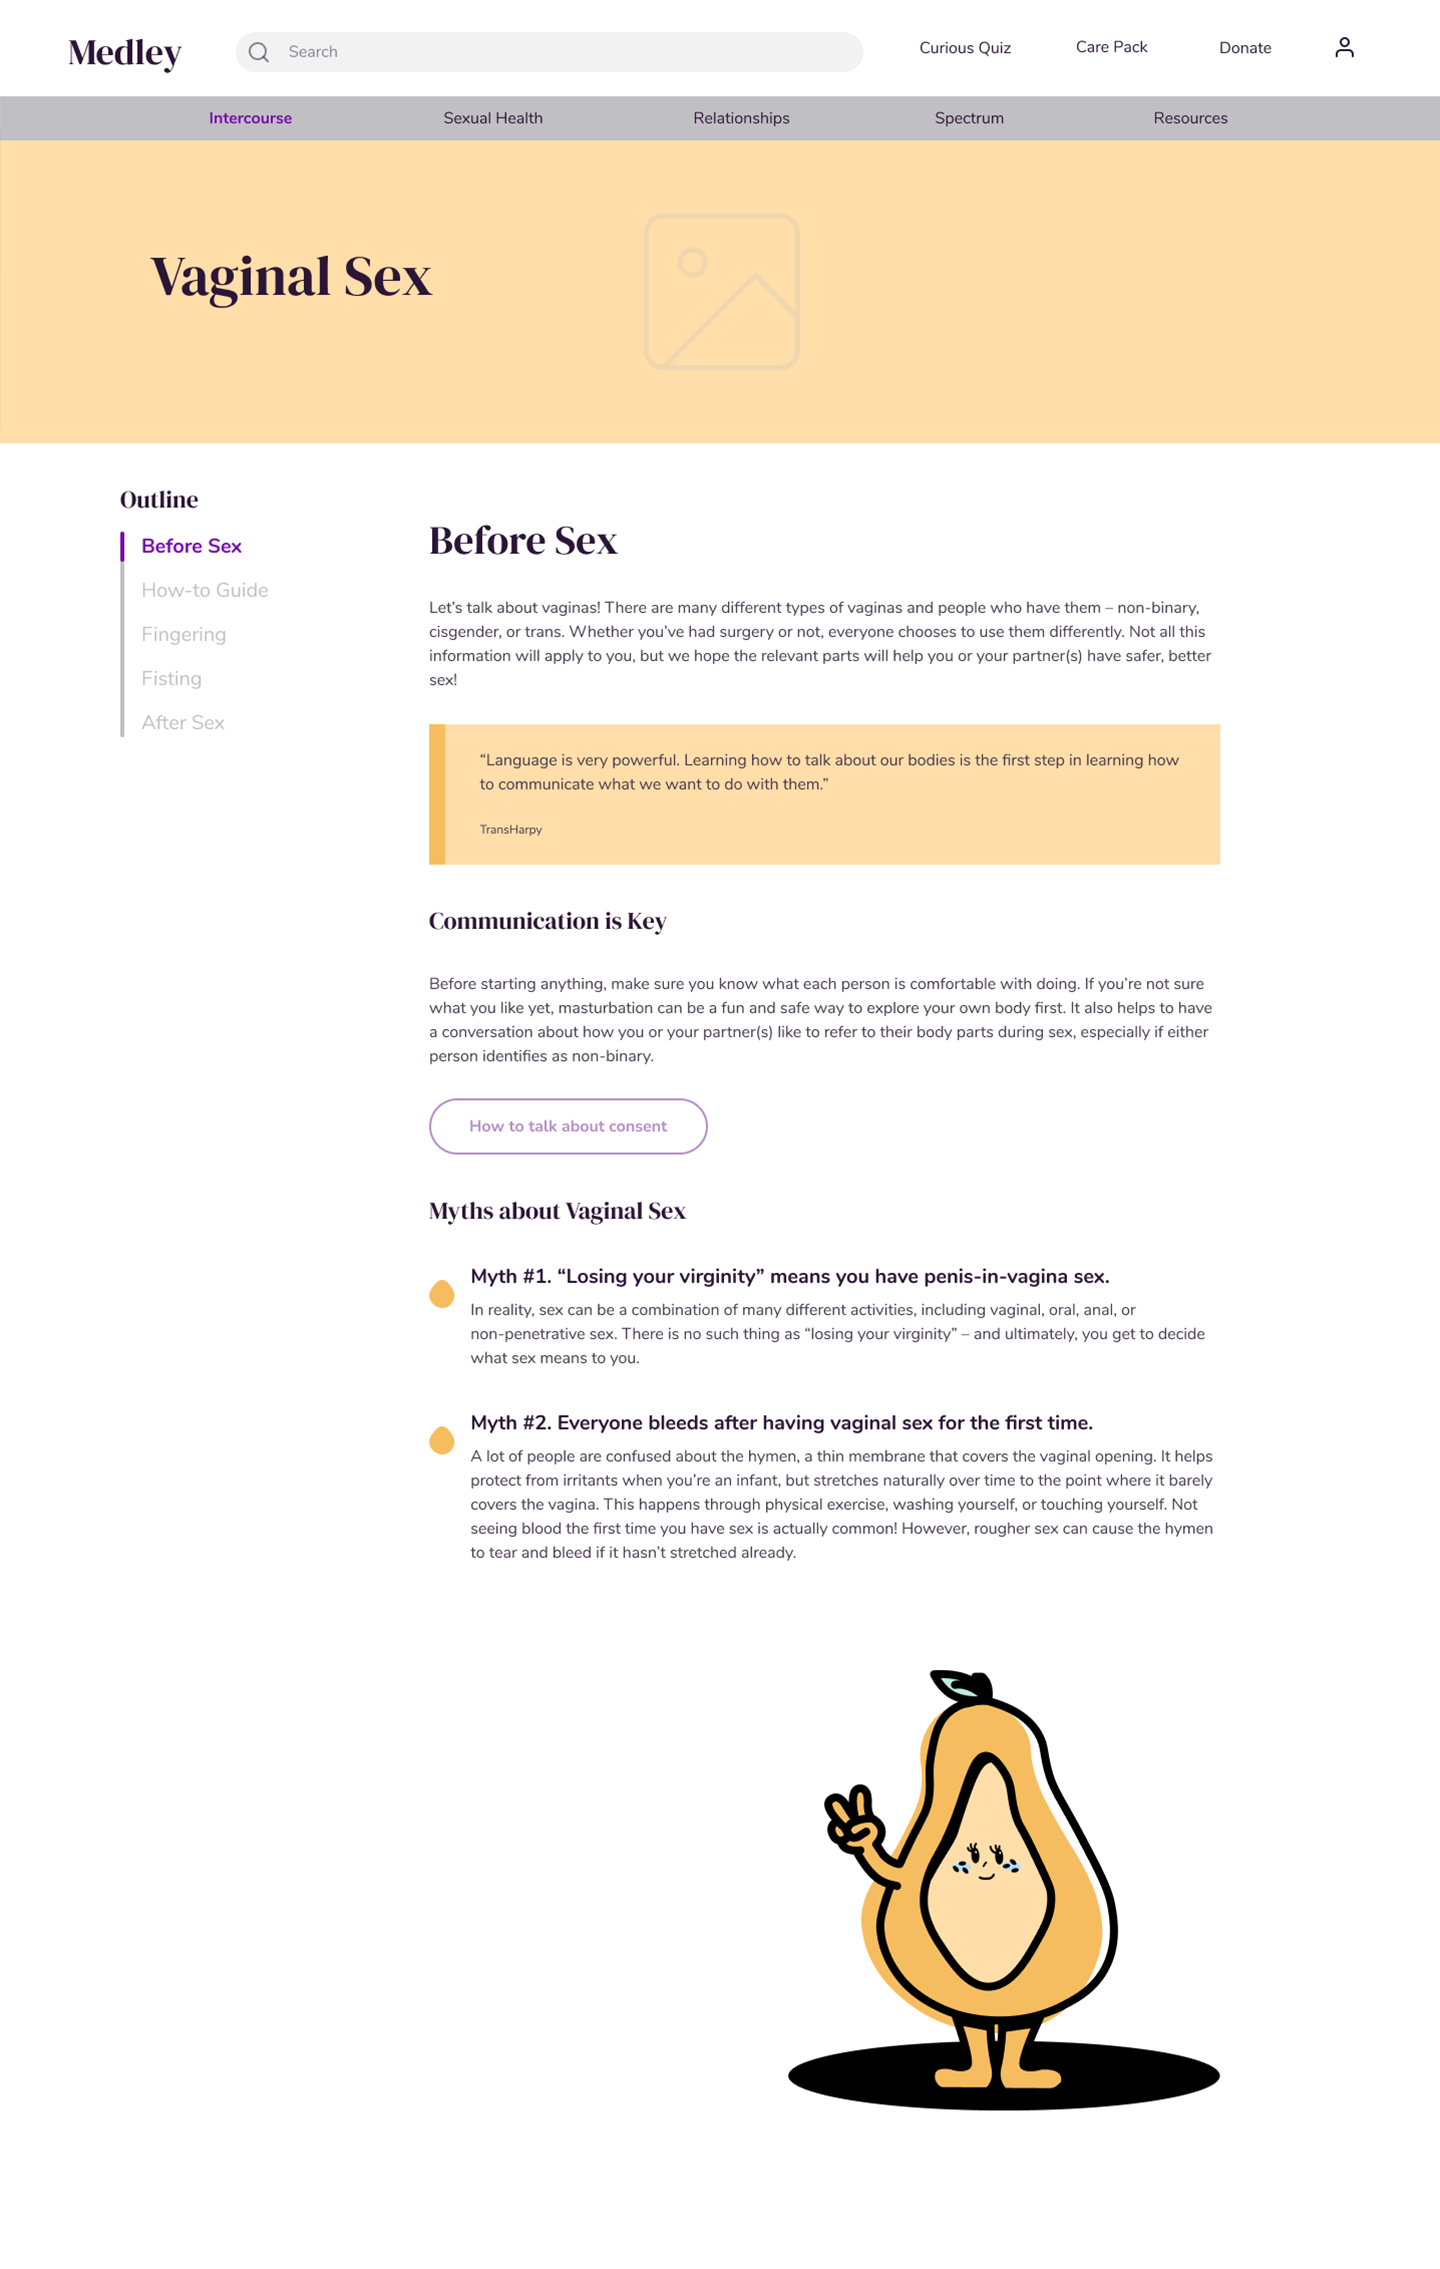 Medley
Search
Curious Quiz
Care Pack
Donate
Intercourse
Sexual Health
Relationships
Spectrum
Resources
Vaginal Sex
Outline
Before Sex
How-to Guide
Fingering
Fisting
After Sex
Before Sex
Let’s talk about vaginas! There are many different types of vaginas and people who have them – non-binary,
cisgender, or trans. Whether you’ve had surgery or not, everyone chooses to use them differently. Not all this
information will apply to you, but we hope the relevant parts will help you or your partner(s) have safer, better
sex!
“Language is very powerful. Learning how to talk about our bodies is the first step in learning how
to communicate what we want to do with them.”
TransHarpy
Communication is Key
Before starting anything, make sure you know what each person is comfortable with doing. If you’re not sure
what you like yet, masturbation can be a fun and safe way to explore your own body first. It also helps to have
a conversation about how you or your partner(s) like to refer to their body parts during sex, especially if either
person identifies as non-binary.
How to talk about consent
Myths about Vaginal Sex
Myth #1. “Losing your virginity” means you have penis-in-vagina sex.
In reality, sex can be a combination of many different activities, including vaginal, oral, anal, or
non-penetrative sex. There is no such thing as “losing your virginity” – and ultimately, you get to decide
what sex means to you.
Myth #2. Everyone bleeds after having vaginal sex for the first time.
A lot of people are confused about the hymen, a thin membrane that covers the vaginal opening. It helps
protect from irritants when you’re an infant, but stretches naturally over time to the point where it barely
covers the vagina. This happens through physical exercise, washing yourself, or touching yourself. Not
seeing blood the first time you have sex is actually common! However, rougher sex can cause the hymen
to tear and bleed if it hasn’t stretched already.